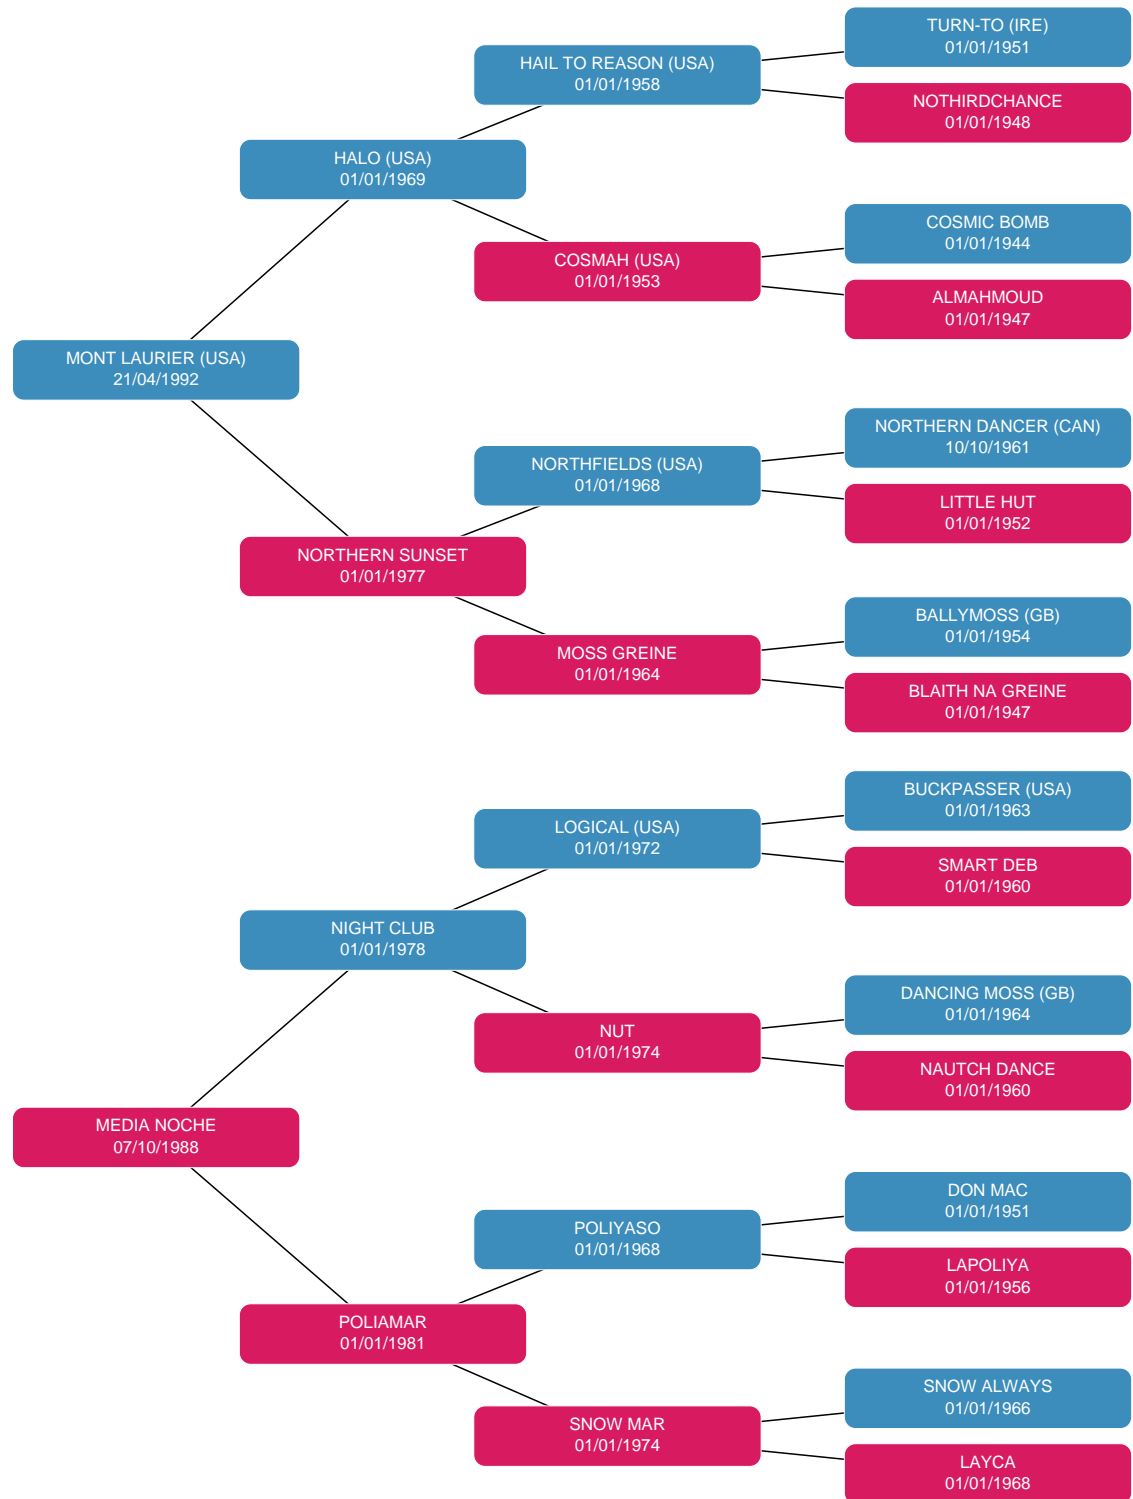 TURN-TO (IRE)
01/01/1951
HAIL TO REASON (USA)
01/01/1958
NOTHIRDCHANCE
01/01/1948
HALO (USA)
01/01/1969
COSMIC BOMB
01/01/1944
COSMAH (USA)
01/01/1953
ALMAHMOUD
01/01/1947
MONT LAURIER (USA)
21/04/1992
NORTHERN DANCER (CAN)
10/10/1961
NORTHFIELDS (USA)
01/01/1968
LITTLE HUT
01/01/1952
NORTHERN SUNSET
01/01/1977
BALLYMOSS (GB)
01/01/1954
MOSS GREINE
01/01/1964
BLAITH NA GREINE
01/01/1947
BUCKPASSER (USA)
01/01/1963
LOGICAL (USA)
01/01/1972
SMART DEB
01/01/1960
NIGHT CLUB
01/01/1978
DANCING MOSS (GB)
01/01/1964
NUT
01/01/1974
NAUTCH DANCE
01/01/1960
MEDIA NOCHE
07/10/1988
DON MAC
01/01/1951
POLIYASO
01/01/1968
LAPOLIYA
01/01/1956
POLIAMAR
01/01/1981
SNOW ALWAYS
01/01/1966
SNOW MAR
01/01/1974
LAYCA
01/01/1968